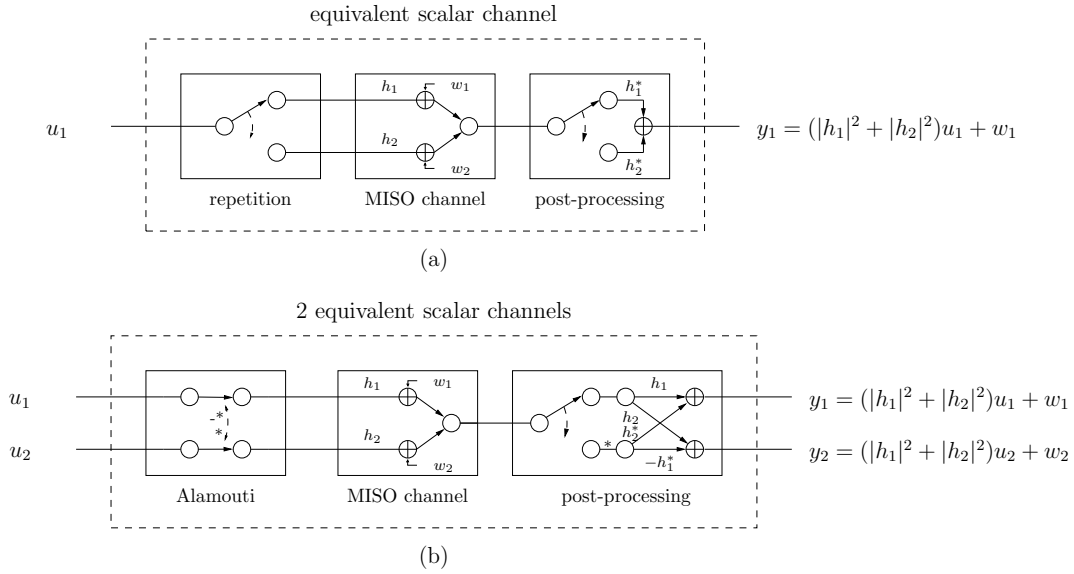 equivalent scalar channel
u₁
h₁
w₁
h₂
w₂
h₁*
h₂*
y₁ = (|h₁|² + |h₂|²)u₁ + w₁
repetition
MISO channel
post-processing
(a)
2 equivalent scalar channels
u₁
u₂
-*
*
h₁
w₁
h₂
w₂
h₁
h₂
h₂*
*
−h₁*
y₁ = (|h₁|² + |h₂|²)u₁ + w₁
y₂ = (|h₁|² + |h₂|²)u₂ + w₂
Alamouti
MISO channel
post-processing
(b)